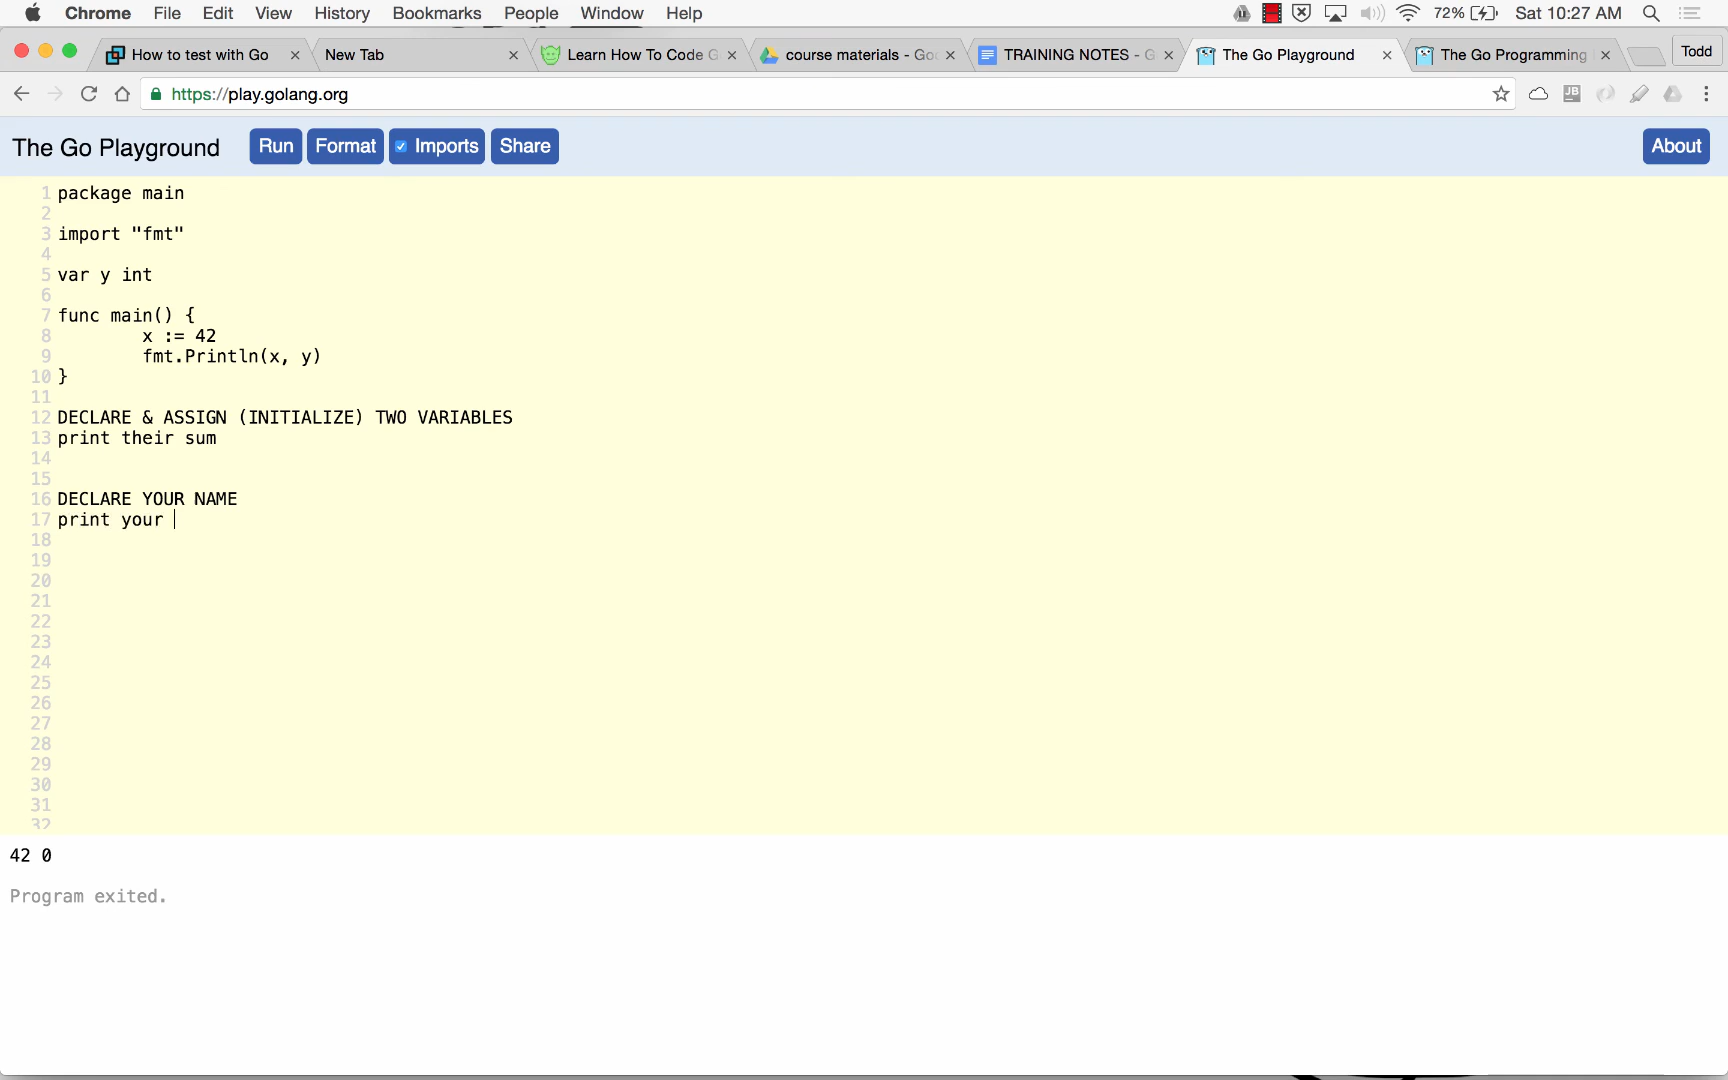 Chrome File Edit View History Bookmarks People Window Help 72% Sat 10:27 AM
How to test with Go New Tab Learn How To Code G course materials - Goo TRAINING NOTES - G The Go Playground The Go Programming Todd
https://play.golang.org JB
The Go Playground Run Format Imports Share About
1 package main
2
3 import "fmt"
4
5 var y int
6
7 func main() {
8 x := 42
9 fmt.Println(x, y)
10 }
11
12 DECLARE & ASSIGN (INITIALIZE) TWO VARIABLES
13 print their sum
14
15
16 DECLARE YOUR NAME
17 print your
18
19
20
21
22
23
24
25
26
27
28
29
30
31
32
42 0
Program exited.